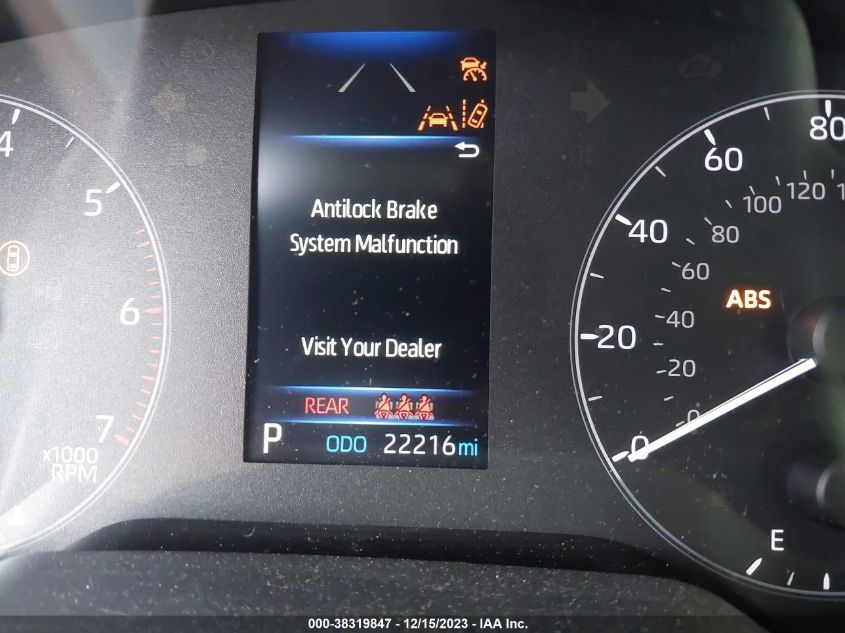 4
5
6
7
x1000
RPM
Antilock Brake
System Malfunction
Visit Your Dealer
REAR
P ODO 22216 mi
80
60
40
20
0
120
100
80
60
40
20
0
ABS
E
000-38319847 - 12/15/2023 - IAA Inc.